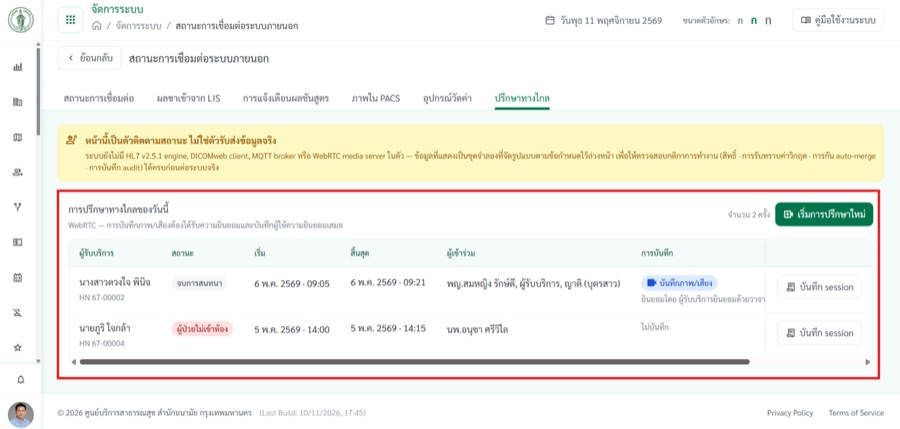 จัดการระบบ
จัดการระบบ / สถานะการเชื่อมต่อระบบภายนอก
วันพุธ 11 พฤศจิกายน 2569
ขนาดตัวอักษร: ก ก ก
คู่มือใช้งานระบบ
ย้อนกลับ
สถานะการเชื่อมต่อระบบภายนอก
สถานะการเชื่อมต่อ
ผลขาเข้าจาก LIS
การแจ้งเตือนผลชันสูตร
ภาพใน PACS
อุปกรณ์วัดค่า
ปรึกษาทางไกล
หน้านี้เป็นตัวติดตามสถานะ ไม่ใช่ตัวรับส่งข้อมูลจริง
ระบบยังไม่มี HL7 v2.5.1 engine, DICOMweb client, MQTT broker หรือ WebRTC media server ในตัว — ข้อมูลที่แสดงเป็นชุดจำลองที่จัดรูปแบบตามข้อกำหนดไว้ล่วงหน้า เพื่อให้ตรวจสอบกติกาการทำงาน (สิทธิ์ · การรับทราบค่าวิกฤต · การกัน auto-merge
· การบันทึก audit) ได้ครบก่อนต่อระบบจริง
การปรึกษาทางไกลของวันนี้
WebRTC — การบันทึกภาพ/เสียงต้องได้รับความยินยอมและบันทึกผู้ให้ความยินยอมเสมอ
จำนวน 2 ครั้ง
เริ่มการปรึกษาใหม่
ผู้รับบริการ สถานะ เริ่ม สิ้นสุด ผู้เข้าร่วม การบันทึก
นางสาวดวงใจ พินิจ
HN 67-00002
จบการสนทนา
6 พ.ค. 2569 · 09:05
6 พ.ค. 2569 · 09:21
พญ.สมหญิง รักษ์ดี, ผู้รับบริการ, ญาติ (บุตรสาว)
บันทึกภาพ/เสียง
ยินยอมโดย ผู้รับบริการยินยอมด้วยวาจา
บันทึก session
นายภูริ ใจกล้า
HN 67-00004
ผู้ป่วยไม่เข้าห้อง
5 พ.ค. 2569 · 14:00
5 พ.ค. 2569 · 14:15
นพ.อนุชา ศรีวิไล
ไม่บันทึก
บันทึก session
© 2026 ศูนย์บริการสาธารณสุข สำนักอนามัย กรุงเทพมหานคร (Last Build: 10/11/2026, 17:45)
Privacy Policy
Terms of Service